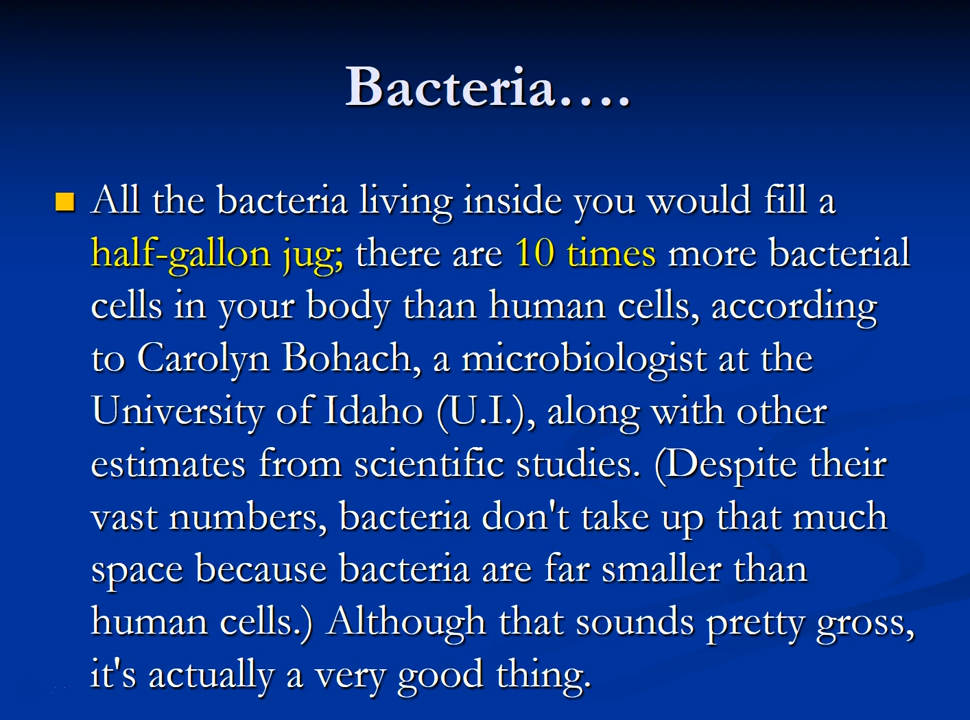 Bacteria….
All the bacteria living inside you would fill a
half-gallon jug; there are 10 times more bacterial
cells in your body than human cells, according
to Carolyn Bohach, a microbiologist at the
University of Idaho (U.I.), along with other
estimates from scientific studies. (Despite their
vast numbers, bacteria don't take up that much
space because bacteria are far smaller than
human cells.) Although that sounds pretty gross,
it's actually a very good thing.